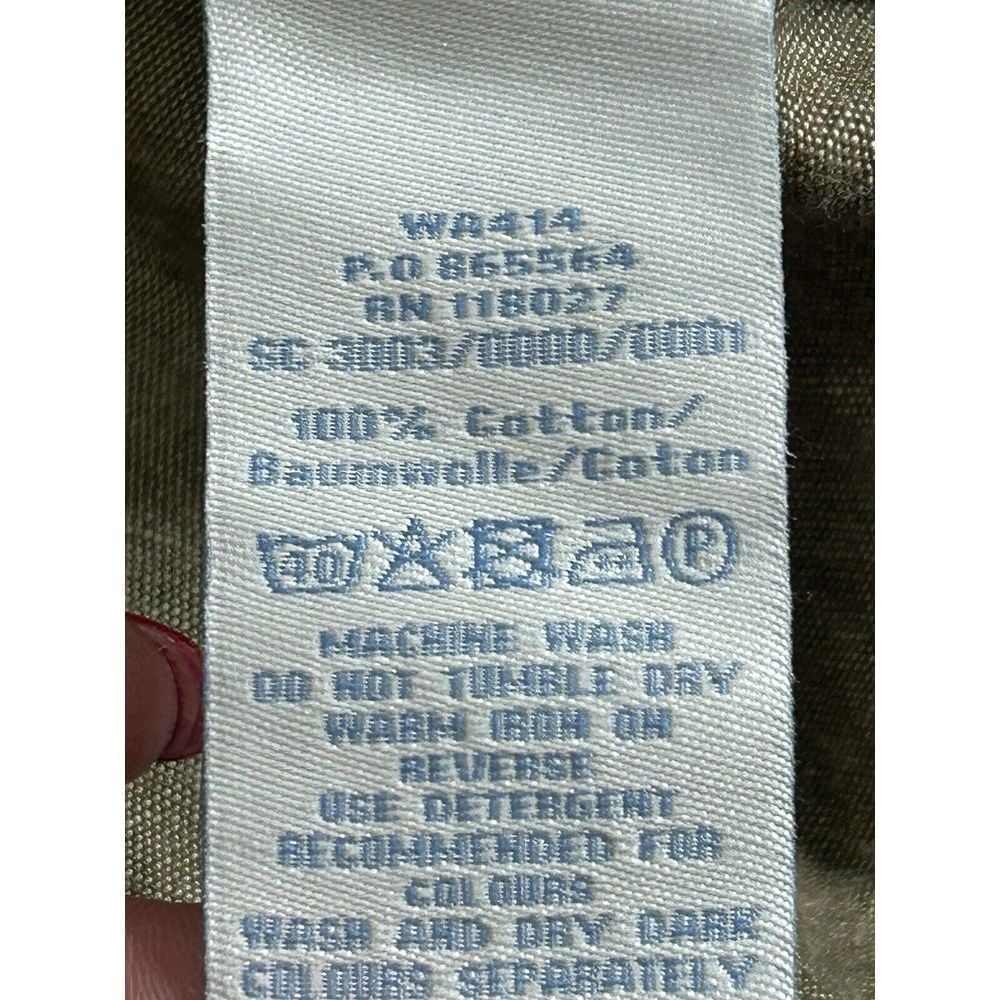 WA414
P.O 865564
RN 118027
SC 3003/0000/0001
100% Cotton/
Baumwolle/Coton
40 P
MACHINE WASH
DO NOT TUMBLE DRY
WARM IRON ON
REVERSE
USE DETERGENT
RECOMMENDED FOR
COLOURS
WASH AND DRY DARK
COLOURS SEPARATELY